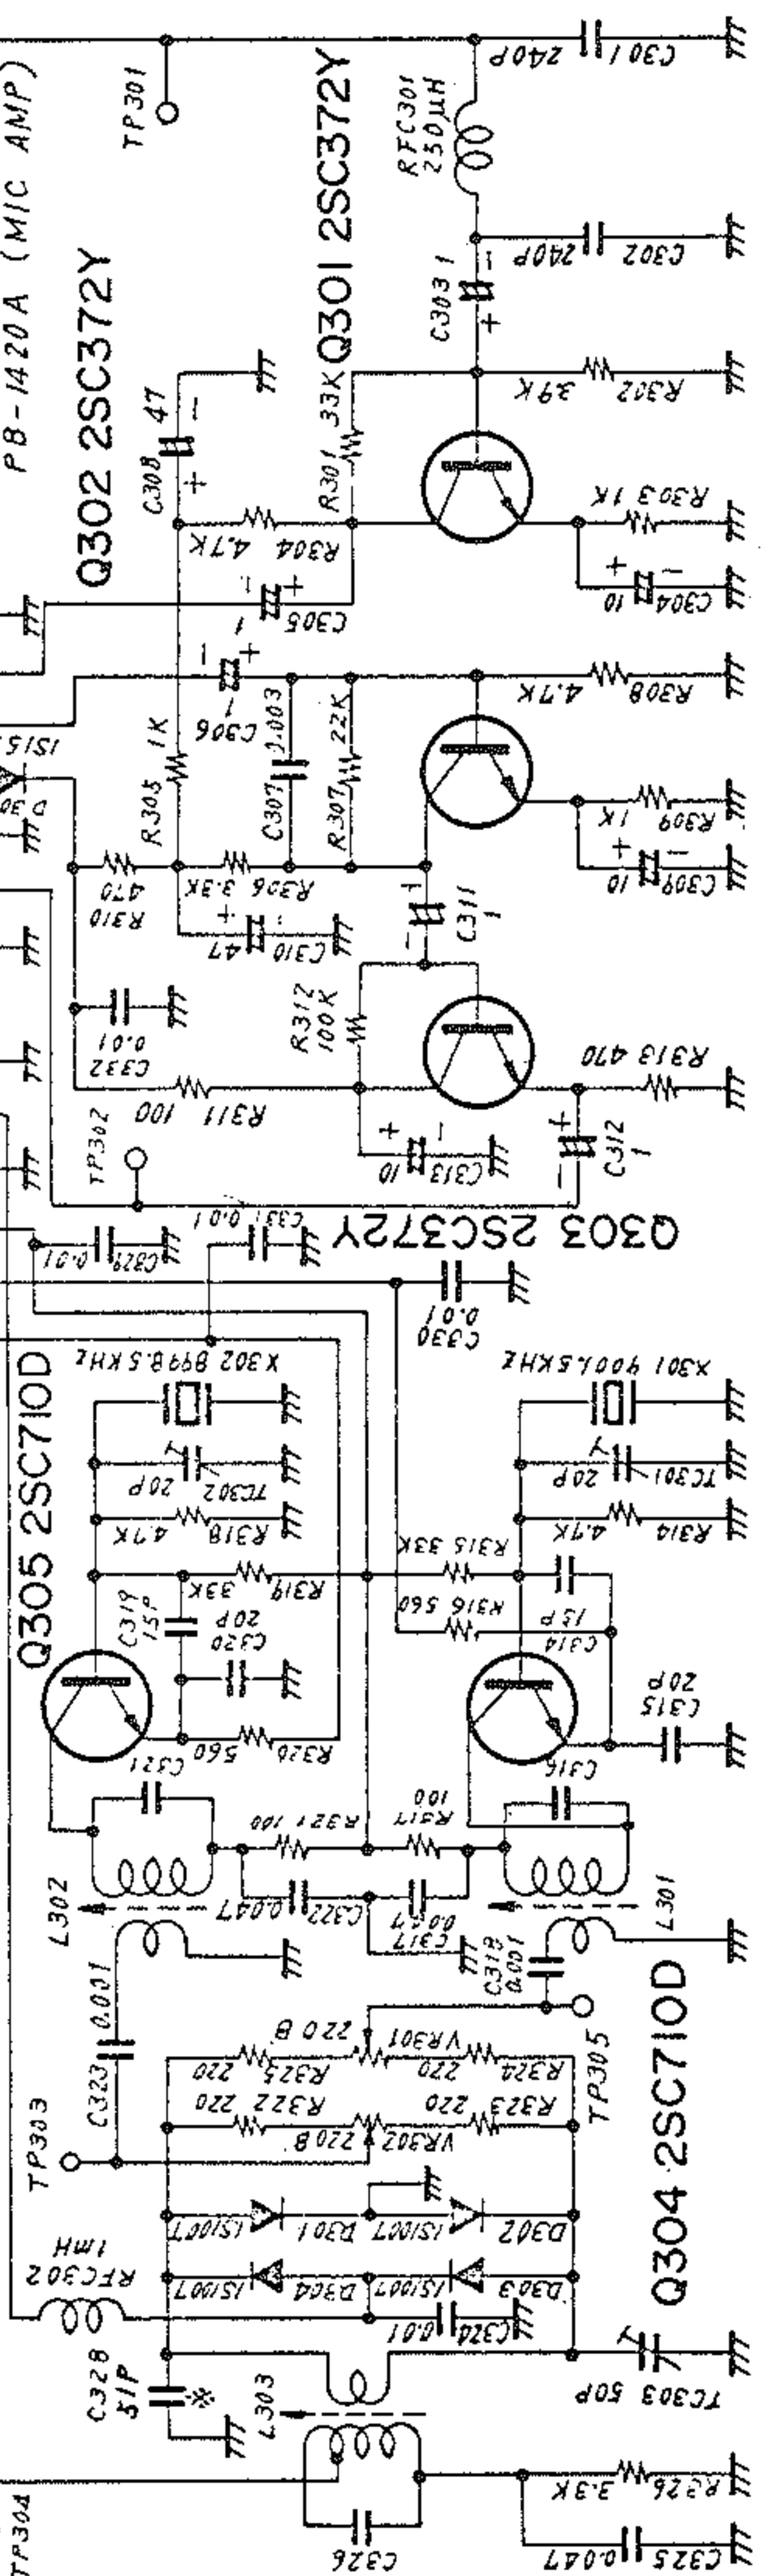 PB-1420A (MIC AMP)
TP301
240P
C301
RFC301
250μH
Q301 2SC372Y
240P
C302
C303 1
Q302 2SC372Y
C308 47
R301 33K
3.9K
R302
4.7K
R304
R303 1K
10
C304
1
C305
1
C306
4.7K
R308
1S15
R305 1K
C307 0.003
R307 22K
D30
470
R310
3.3K
R306
1K
R309
10
C309
47
C310
C311
1
0.01
C332
R312
100K
100
R311
R313 470
TP302
10
C313
C312
1
Q303 2SC372Y
0.01
C329
C331 0.01
0.01
C330
Q305 2SC710D
X302 8998.5KHz
X301 9001.5KHz
20P
TC302
20P
TC301
4.7K
R318
4.7K
R314
33K
R319
R315 33K
C319
15P
20P
C320
R316 560
15P
C314
20P
C315
560
R320
C321
C316
R321 100
R317
100
L302
0.047
C322
0.047
C317
L301
C318
0.001
C323 0.001
220
R325
220B
VR301
220
R324
TP305
TP303
220
R322
220B
VR302
220
R323
Q304 2SC710D
1S1007
D301
1S1007
D302
1S1007
D304
1S1007
D303
RFC302
1mH
0.01
C324
C328
51P
※
L303
50P
TC303
TP304
C326
3.3K
R326
0.047
C325